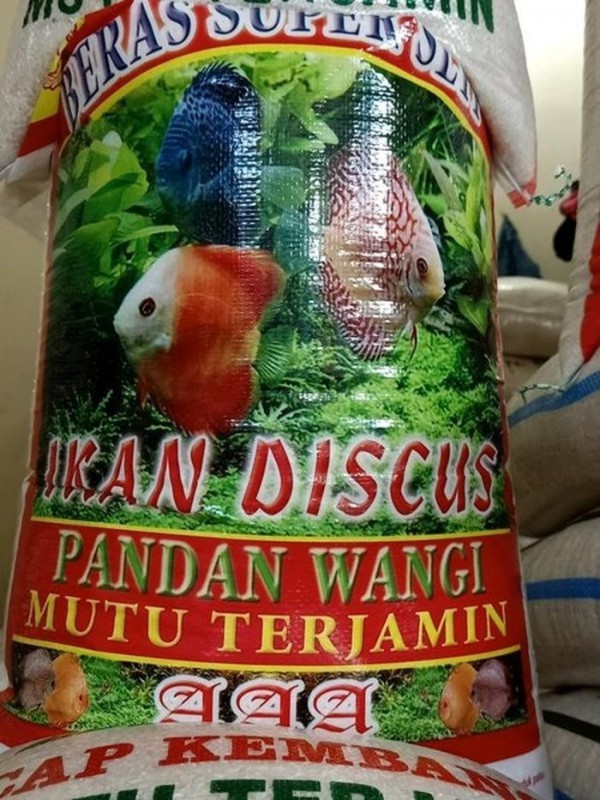 BERAS SUPER
IKAN DISCUS
PANDAN WANGI
MUTU TERJAMIN
AAA
CAP KEMBANG